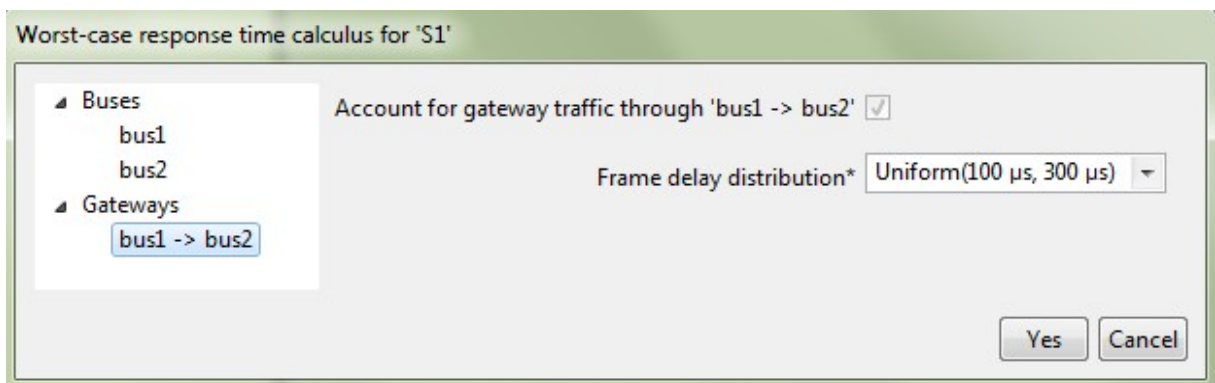 Worst-case response time calculus for 'S1'
Buses
bus1
bus2
Gateways
bus1 -> bus2
Account for gateway traffic through 'bus1 -> bus2'
Frame delay distribution* Uniform(100 µs, 300 µs)
Yes Cancel